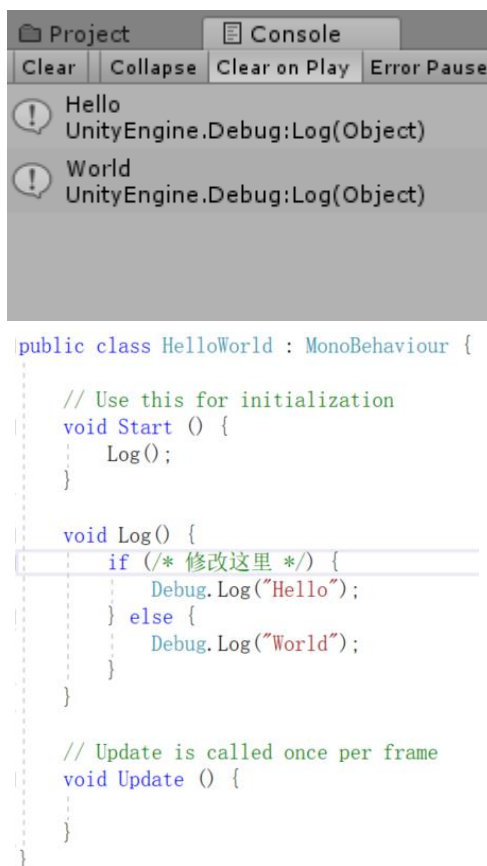 Project Console
Clear Collapse Clear on Play Error Pause
Hello
UnityEngine.Debug:Log(Object)
World
UnityEngine.Debug:Log(Object)
public class HelloWorld : MonoBehaviour {
// Use this for initialization
void Start () {
Log();
}
void Log() {
if (/* 修改这里 */) {
Debug.Log("Hello");
} else {
Debug.Log("World");
}
}
// Update is called once per frame
void Update () {
}
}